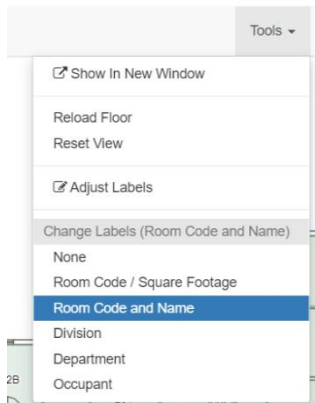 Tools
Show In New Window
Reload Floor
Reset View
Adjust Labels
Change Labels (Room Code and Name)
None
Room Code / Square Footage
Room Code and Name
Division
Department
2B
Occupant